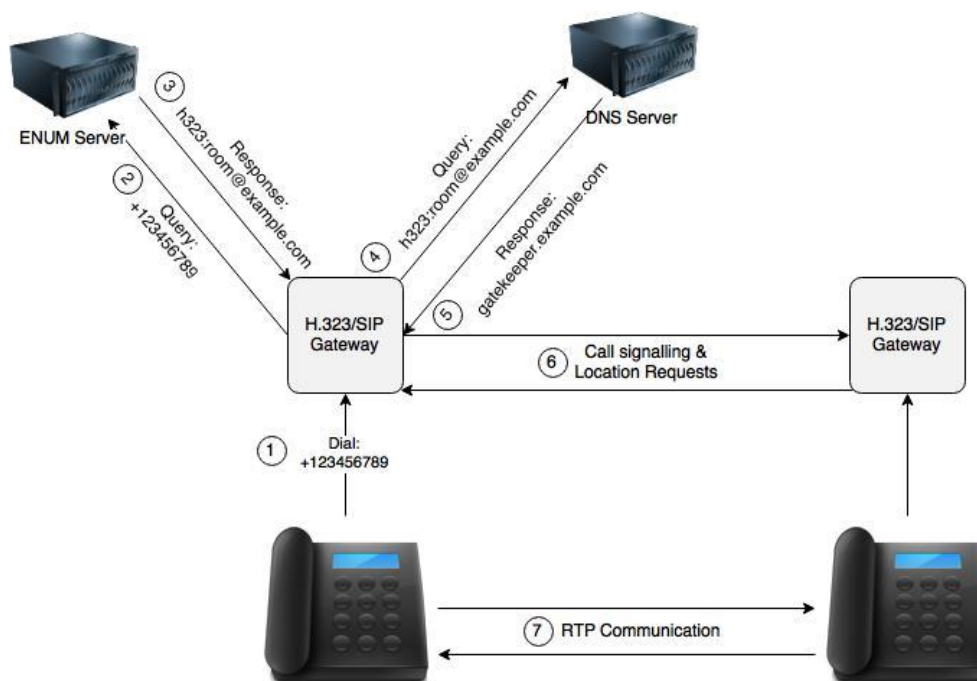 ENUM Server
DNS Server
3
Response:
h323:room@example.com
2
Query:
+123456789
4
Query:
h323:room@example.com
5
Response:
gatekeeper.example.com
H.323/SIP
Gateway
6
Call signalling &
Location Requests
H.323/SIP
Gateway
1
Dial:
+123456789
7
RTP Communication